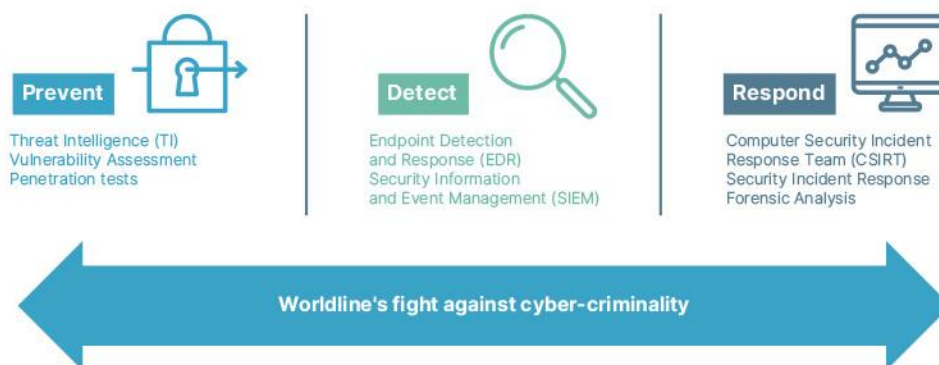 Prevent
Threat Intelligence (TI)
Vulnerability Assessment
Penetration tests
Detect
Endpoint Detection
and Response (EDR)
Security Information
and Event Management (SIEM)
Respond
Computer Security Incident
Response Team (CSIRT)
Security Incident Response
Forensic Analysis
Worldline's fight against cyber-criminality